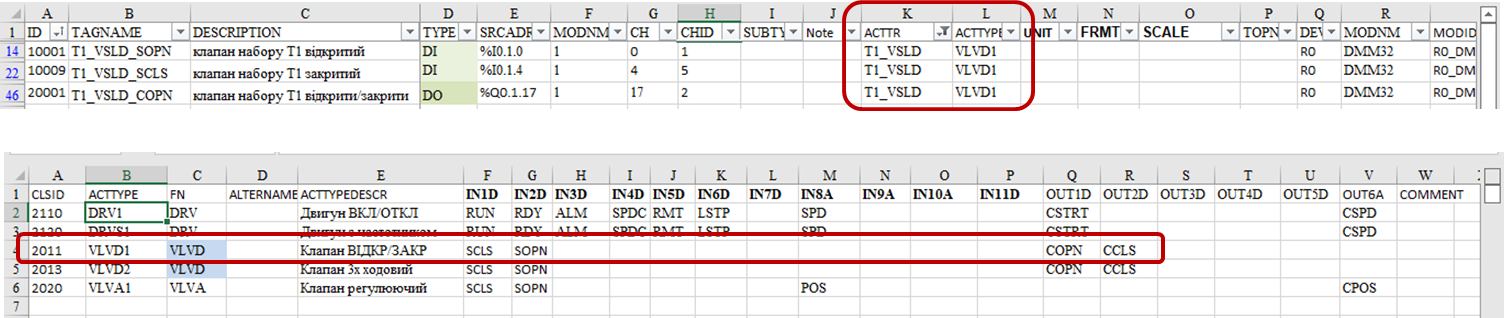 A B C D E F G H I J K L M N O P Q R
1 ID TAGNAME DESCRIPTION TYPE SRCADR MODNM CH CHID SUBTY Note ACTTR ACTTYPE UNIT FRMT SCALE TOPN DEV MODNM MODID
14 10001 T1_VSLD_SOPN клапан набору Т1 відкритий DI %I0.1.0 1 0 1 T1_VSLD VLVD1 R0 DMM32 R0_DM
22 10009 T1_VSLD_SCLS клапан набору Т1 закритий DI %I0.1.4 1 4 5 T1_VSLD VLVD1 R0 DMM32 R0_DM
46 20001 T1_VSLD_COPN клапан набору Т1 відкрити/закрити DO %Q0.1.17 1 17 2 T1_VSLD VLVD1 R0 DMM32 R0_DM
A B C D E F G H I J K L M N O P Q R S T U V W
1 CLSID ACTTYPE FN ALTERNAME ACTTYPEDESCR IN1D IN2D IN3D IN4D IN5D IN6D IN7D IN8A IN9A IN10A IN11D OUT1D OUT2D OUT3D OUT4D OUT5D OUT6A COMMENT
2 2110 DRV1 DRV Двигун ВКЛ/ОТКЛ RUN RDY ALM SPDC RMT LSTP SPD CSTRT CSPD
3 2120 DRVS1 DRV Двигун з частотником RUN RDY ALM SPDC RMT LSTP SPD CSTRT CSPD
4 2011 VLVD1 VLVD Клапан ВІДКР/ЗАКР SCLS SOPN COPN CCLS
5 2013 VLVD2 VLVD Клапан 3х ходовий COPN CCLS
6 2020 VLVA1 VLVA Клапан регулюючий SCLS SOPN POS CPOS
7